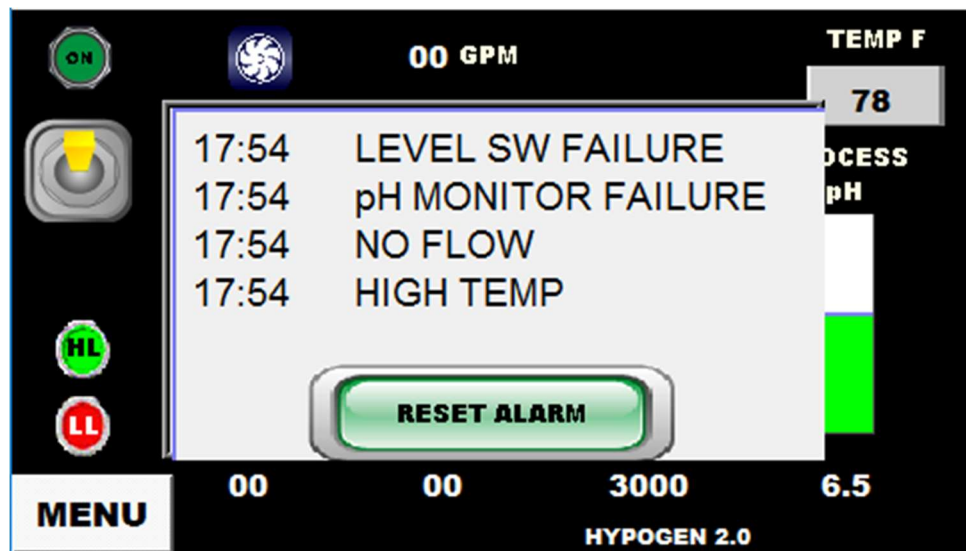 ON
00 GPM
TEMP F
78
17:54 LEVEL SW FAILURE
17:54 pH MONITOR FAILURE
17:54 NO FLOW
17:54 HIGH TEMP
pH
RESET ALARM
HL
LL
00 00 3000 6.5
MENU
HYPOGEN 2.0